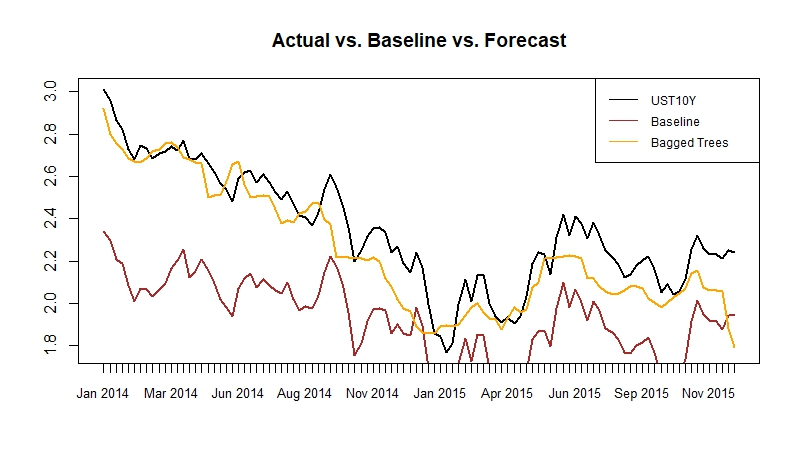 Actual vs. Baseline vs. Forecast
UST10Y
Baseline
Bagged Trees
3.0
2.8
2.6
2.4
2.2
2.0
1.8
Jan 2014 Mar 2014 Jun 2014 Aug 2014 Nov 2014 Jan 2015 Apr 2015 Jun 2015 Sep 2015 Nov 2015